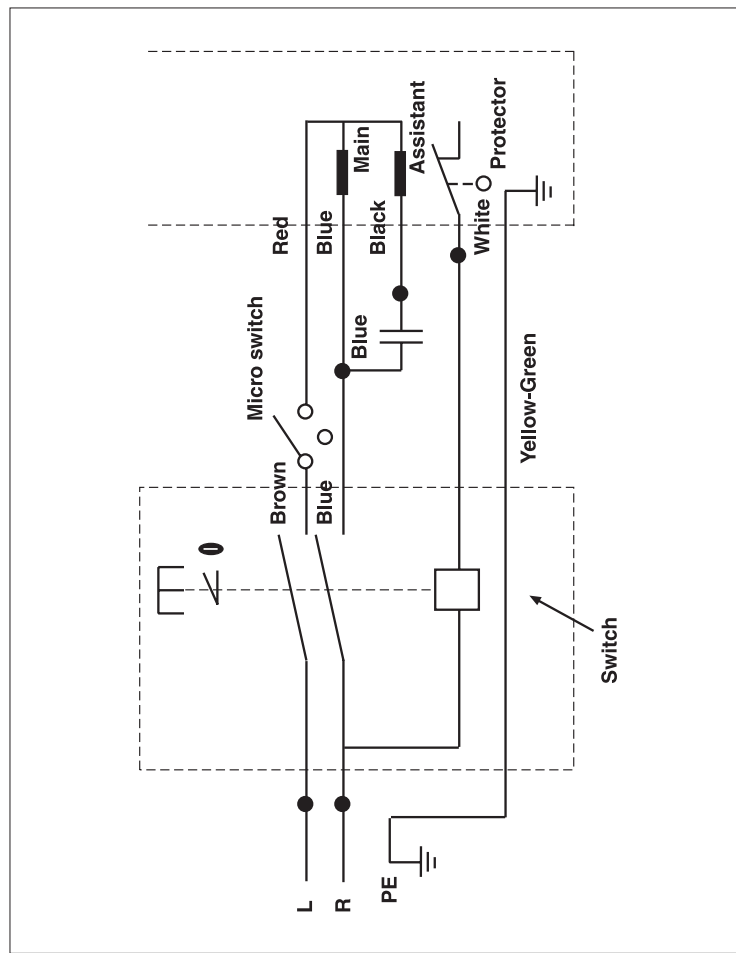 Red
Blue
Main
Black
Assistant
White
Protector
Micro switch
Blue
Yellow-Green
Brown
Blue
0
Switch
L
R
PE